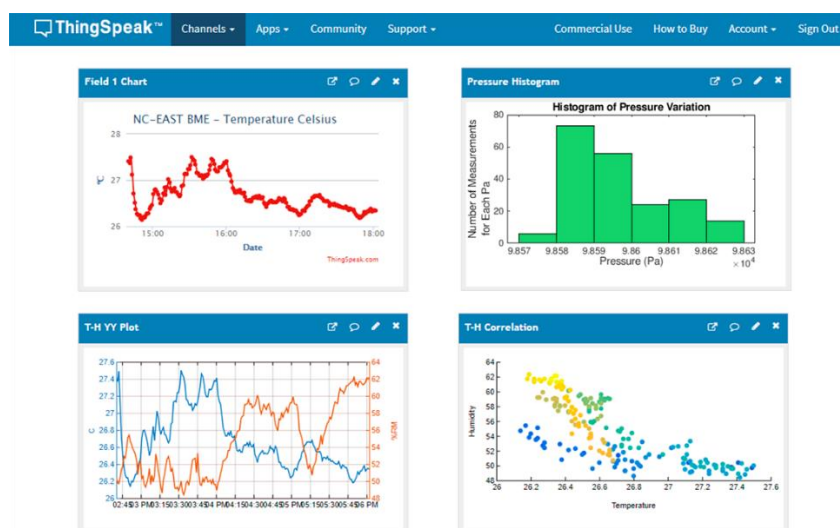 ThingSpeak™ Channels Apps Community Support Commercial Use How to Buy Account Sign Out
Field 1 Chart
NC-EAST BME - Temperature Celsius
28
27
26
ºC
15:00 16:00 17:00 18:00
Date
ThingSpeak.com
Pressure Histogram
Histogram of Pressure Variation
80
60
40
20
0
Number of Measurements
for Each Pa
9.857 9.858 9.859 9.86 9.861 9.862 9.863
Pressure (Pa)
×10⁴
T-H YY Plot
27.6
27.4
27.2
27
26.8
26.6
26.4
26.2
26
C
64
62
60
58
56
54
52
50
48
%RH
T-H Correlation
64
62
60
58
56
54
52
50
48
Humidity
26 26.2 26.4 26.6 26.8 27 27.2 27.4 27.6
Temperature